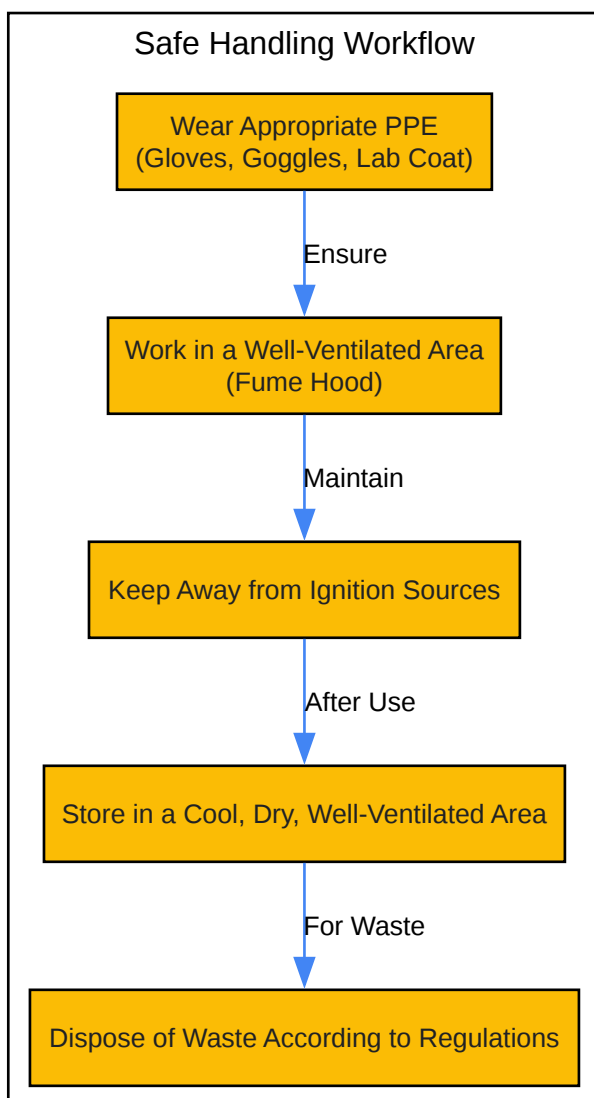 Safe Handling Workflow
Wear Appropriate PPE
(Gloves, Goggles, Lab Coat)
Ensure
Work in a Well-Ventilated Area
(Fume Hood)
Maintain
Keep Away from Ignition Sources
After Use
Store in a Cool, Dry, Well-Ventilated Area
For Waste
Dispose of Waste According to Regulations